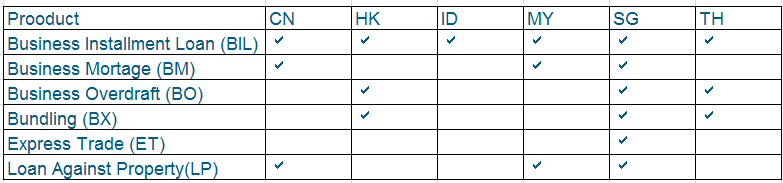 Prooduct CN HK ID MY SG TH
Business Installment Loan (BIL) ✓ ✓ ✓ ✓ ✓ ✓
Business Mortage (BM) ✓ ✓ ✓
Business Overdraft (BO) ✓ ✓ ✓
Bundling (BX) ✓ ✓ ✓
Express Trade (ET) ✓
Loan Against Property(LP) ✓ ✓ ✓